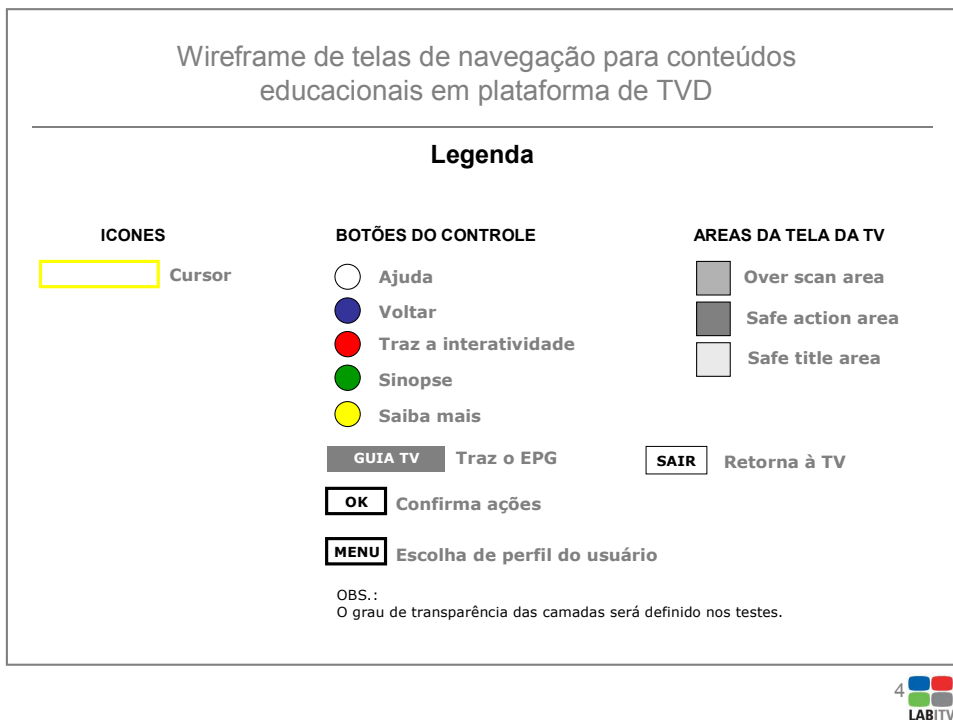 Wireframe de telas de navegação para conteúdos
educacionais em plataforma de TVD
Legenda
ICONES
Cursor
BOTÕES DO CONTROLE
Ajuda
Voltar
Traz a interatividade
Sinopse
Saiba mais
GUIA TV Traz o EPG
OK Confirma ações
MENU Escolha de perfil do usuário
AREAS DA TELA DA TV
Over scan area
Safe action area
Safe title area
SAIR Retorna à TV
OBS.:
O grau de transparência das camadas será definido nos testes.
4
LABITV